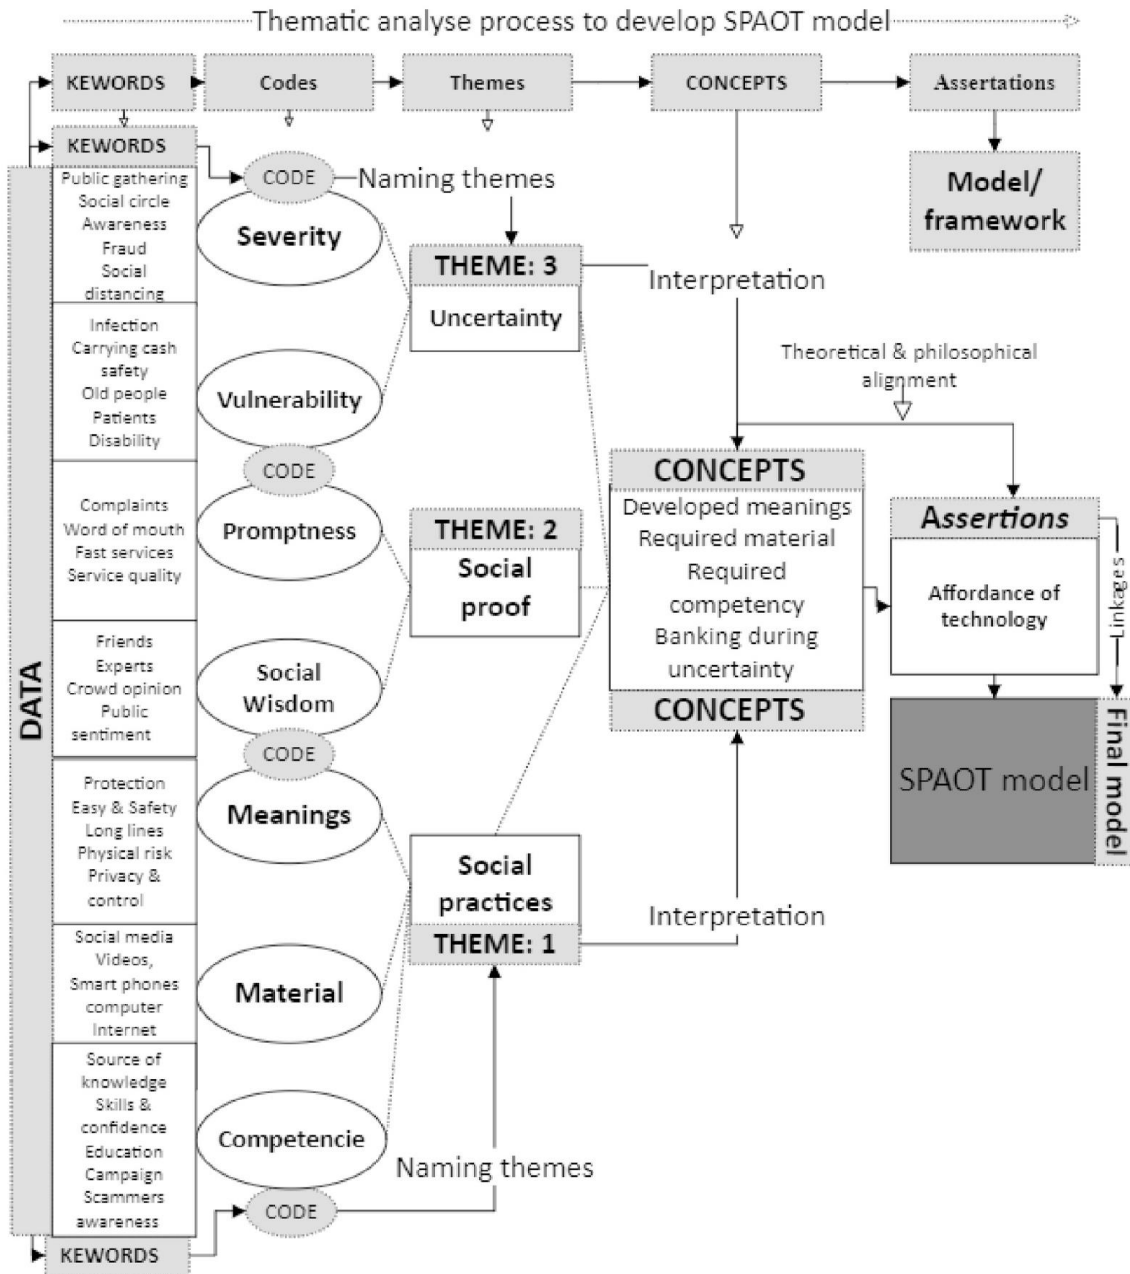 Thematic analyse process to develop SPAOT model
KEWORDS
Codes
Themes
CONCEPTS
Assertations
KEWORDS
Public gathering
Social circle
Awareness
Fraud
Social
distancing
Infection
Carrying cash
safety
Old people
Patients
Disability
Complaints
Word of mouth
Fast services
Service quality
Friends
Experts
Crowd opinion
Public
sentiment
Protection
Easy & Safety
Long lines
Physical risk
Privacy &
control
Social media
Videos,
Smart phones
computer
Internet
Source of
knowledge
Skills &
confidence
Education
Campaign
Scammers
awareness
KEWORDS
DATA
CODE
Severity
Vulnerability
CODE
Promptness
Social
Wisdom
CODE
Meanings
Material
Competencie
CODE
Naming themes
THEME: 3
Uncertainty
THEME: 2
Social
proof
Social
practices
THEME: 1
Naming themes
Interpretation
CONCEPTS
Developed meanings
Required material
Required
competency
Banking during
uncertainty
CONCEPTS
Interpretation
Model/
framework
Theoretical & philosophical
alignment
Assertions
Affordance of
technology
Linkages
SPAOT model
Final model